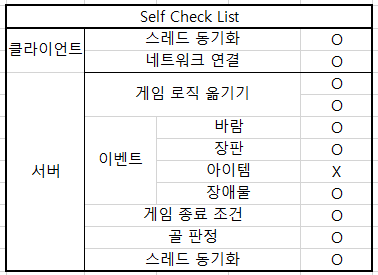 Self Check List
클라이언트 스레드 동기화 O
네트워크 연결 O
서버 게임 로직 옮기기 O
O
이벤트 바람 O
장판 O
아이템 X
장애물 O
게임 종료 조건 O
골 판정 O
스레드 동기화 O